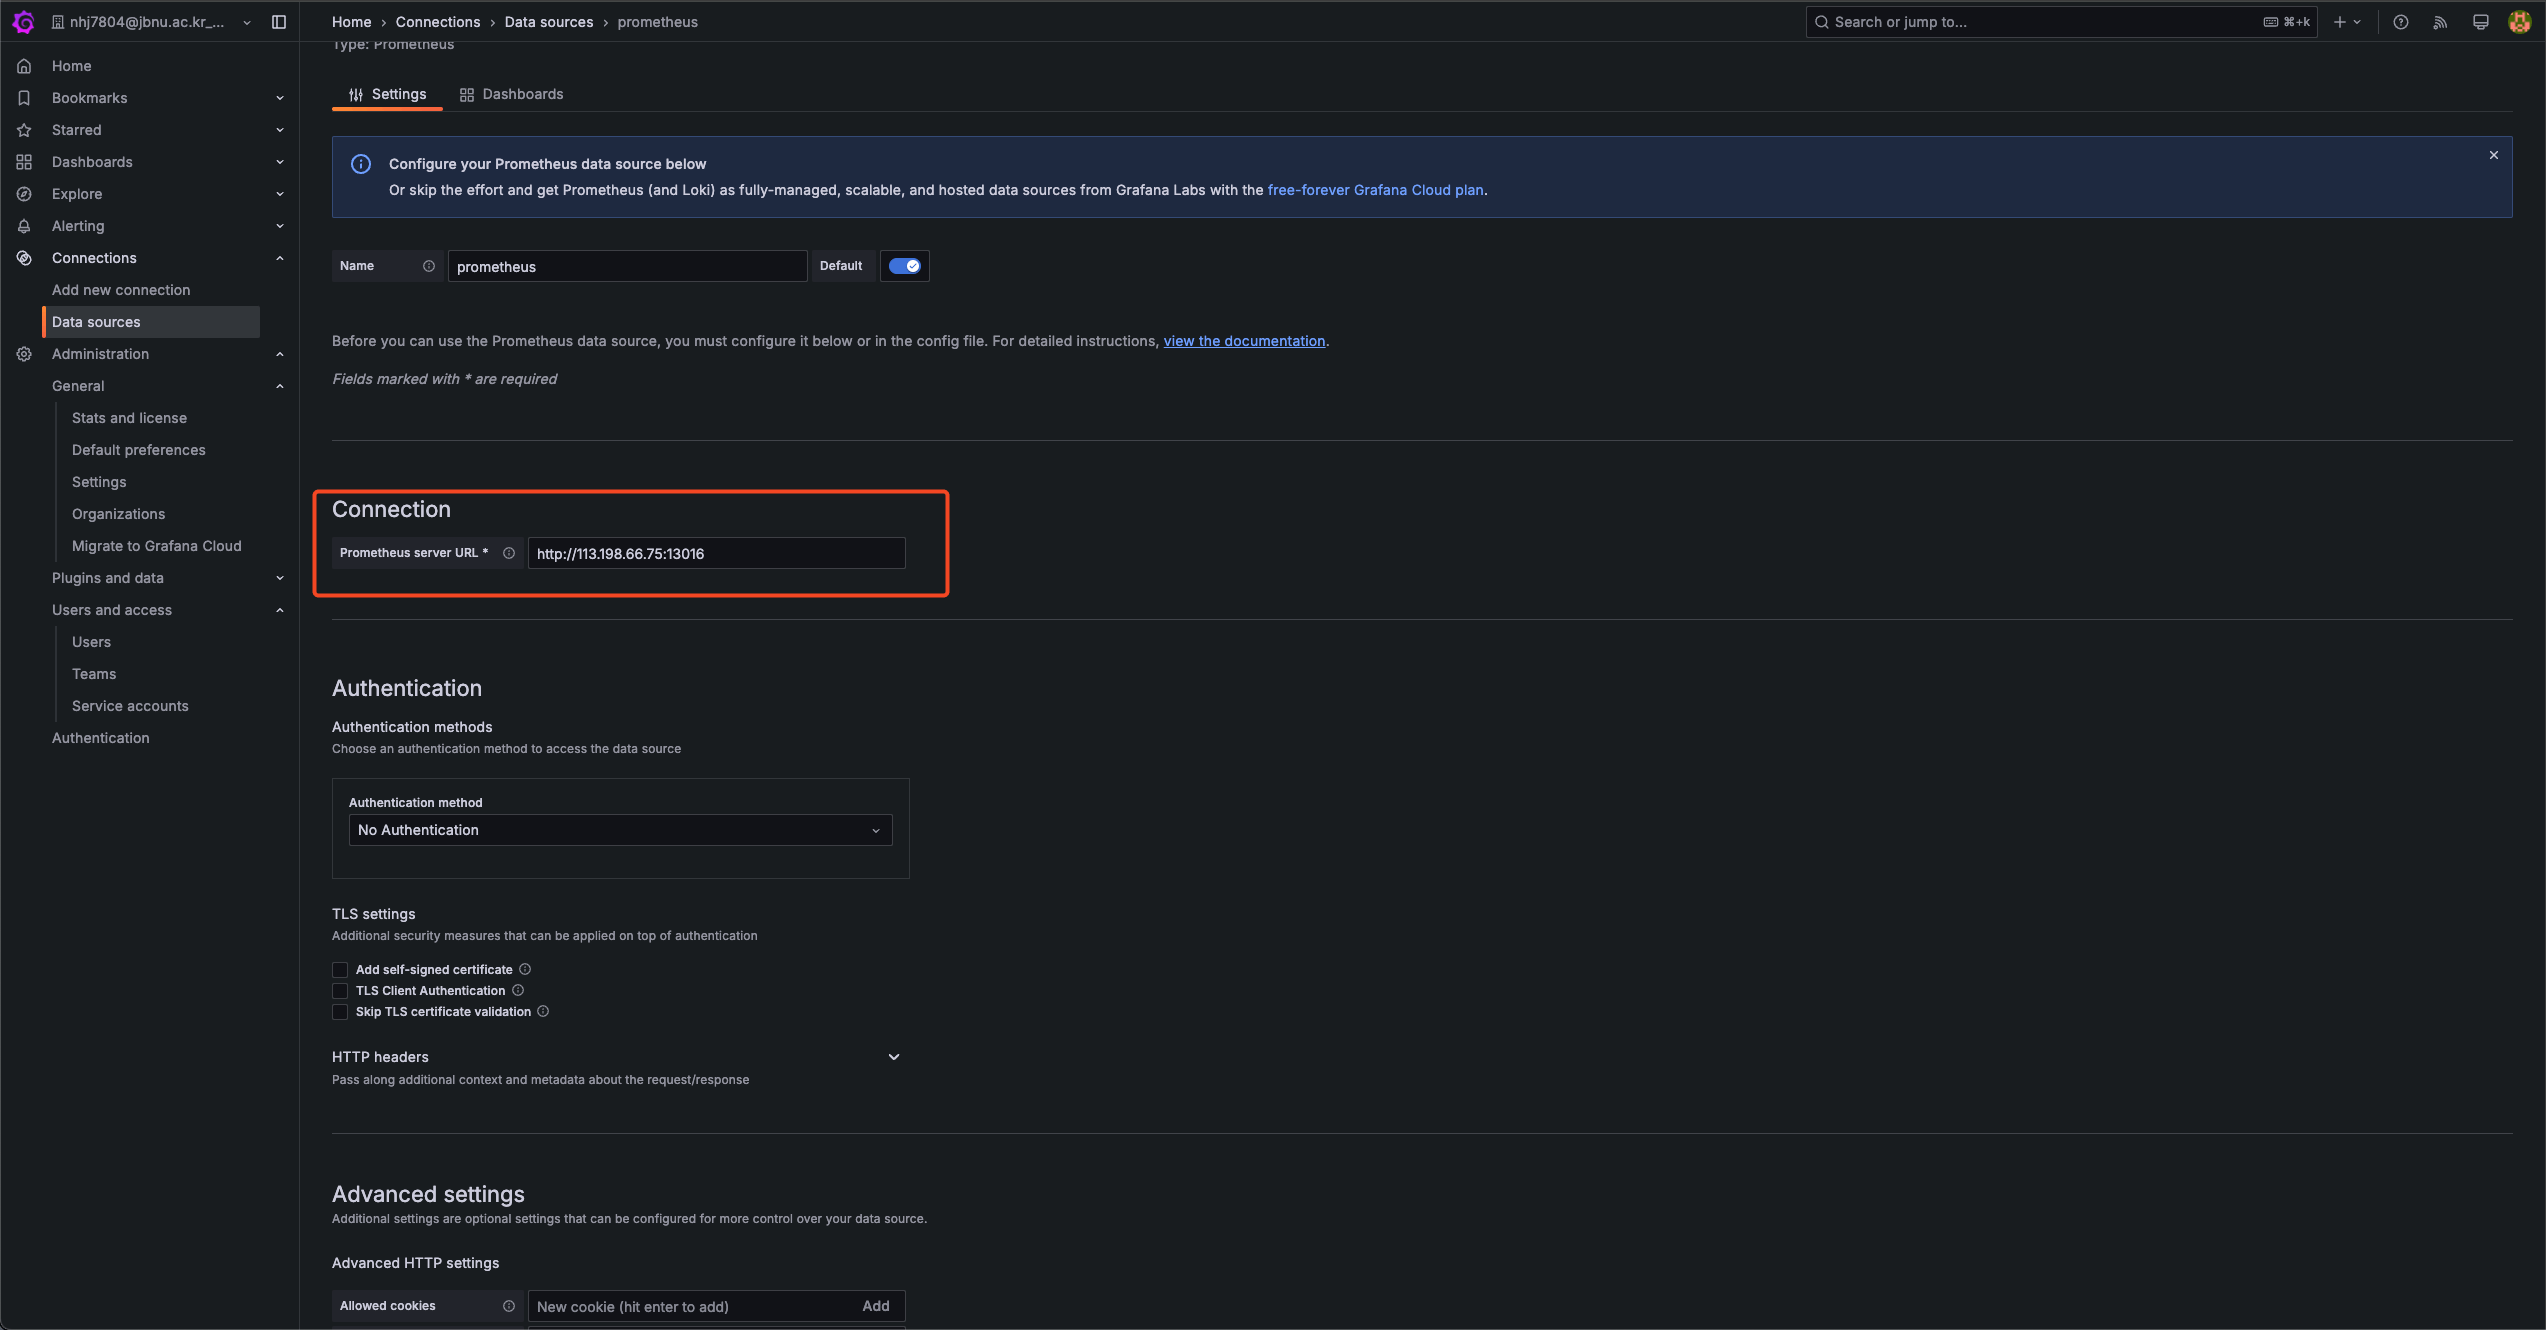 nhj7804@jbnu.ac.kr_...
Home › Connections › Data sources › prometheus
Search or jump to...
⌘+k
Home
Bookmarks
Starred
Dashboards
Explore
Alerting
Connections
Add new connection
Data sources
Administration
General
Stats and license
Default preferences
Settings
Organizations
Migrate to Grafana Cloud
Plugins and data
Users and access
Users
Teams
Service accounts
Authentication
Type: Prometheus
Settings
Dashboards
Configure your Prometheus data source below
Or skip the effort and get Prometheus (and Loki) as fully-managed, scalable, and hosted data sources from Grafana Labs with the free-forever Grafana Cloud plan.
Name
prometheus
Default
Before you can use the Prometheus data source, you must configure it below or in the config file. For detailed instructions, view the documentation.
Fields marked with * are required
Connection
Prometheus server URL *
http://113.198.66.75:13016
Authentication
Authentication methods
Choose an authentication method to access the data source
Authentication method
No Authentication
TLS settings
Additional security measures that can be applied on top of authentication
Add self-signed certificate
TLS Client Authentication
Skip TLS certificate validation
HTTP headers
Pass along additional context and metadata about the request/response
Advanced settings
Additional settings are optional settings that can be configured for more control over your data source.
Advanced HTTP settings
Allowed cookies
New cookie (hit enter to add)
Add